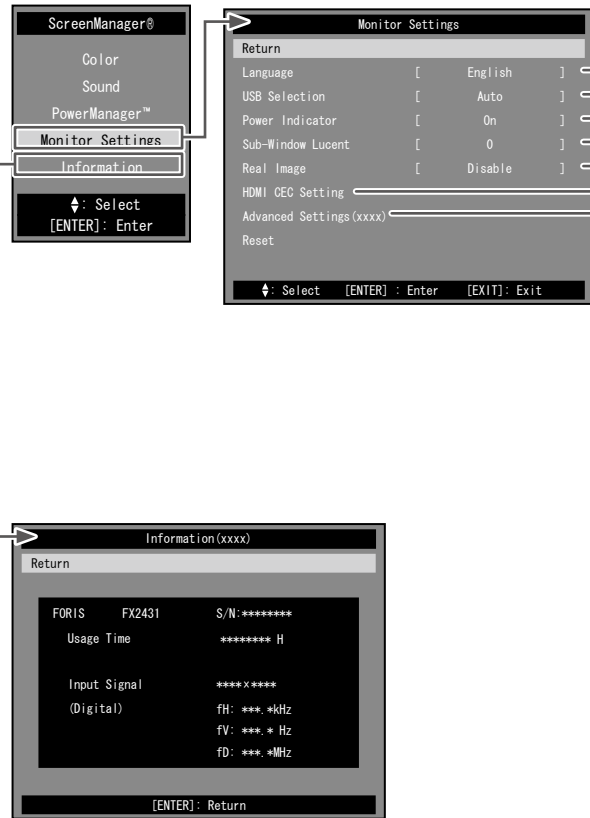 ScreenManager®
Color
Sound
PowerManager™
Monitor Settings
Information
♦: Select
[ENTER]: Enter
Monitor Settings
Return
Language [ English ]
USB Selection [ Auto ]
Power Indicator [ On ]
Sub-Window Lucent [ 0 ]
Real Image [ Disable ]
HDMI CEC Setting
Advanced Settings(xxxx)
Reset
♦: Select [ENTER] : Enter [EXIT]: Exit
Information(xxxx)
Return
FORIS FX2431 S/N:********
Usage Time ******** H
Input Signal ****×****
(Digital) fH: ***.*kHz
fV: ***.* Hz
fD: ***.*MHz
[ENTER]: Return